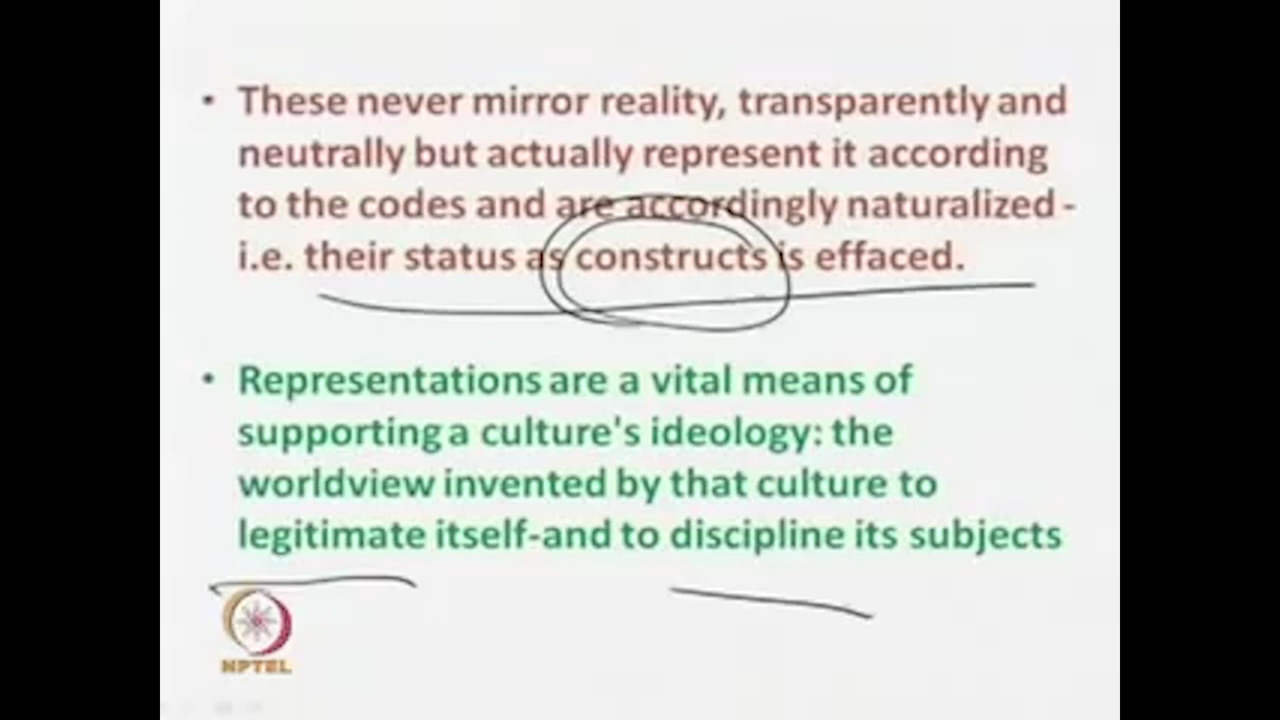 • These never mirror reality, transparently and
neutrally but actually represent it according
to the codes and are accordingly naturalized -
i.e. their status as constructs is effaced.
• Representations are a vital means of
supporting a culture's ideology: the
worldview invented by that culture to
legitimate itself-and to discipline its subjects
NPTEL